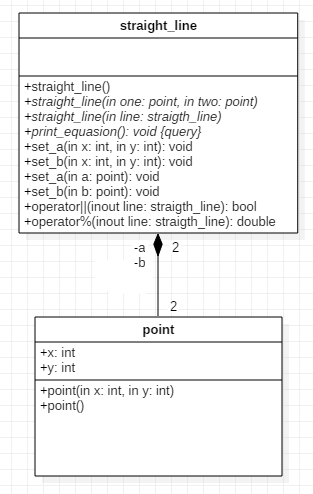 straight_line
+straight_line()
+straight_line(in one: point, in two: point)
+straight_line(in line: straigth_line)
+print_equasion(): void {query}
+set_a(in x: int, in y: int): void
+set_b(in x: int, in y: int): void
+set_a(in a: point): void
+set_b(in b: point): void
+operator||(inout line: straigth_line): bool
+operator%(inout line: straigth_line): double
-a 2
-b
2
point
+x: int
+y: int
+point(in x: int, in y: int)
+point()